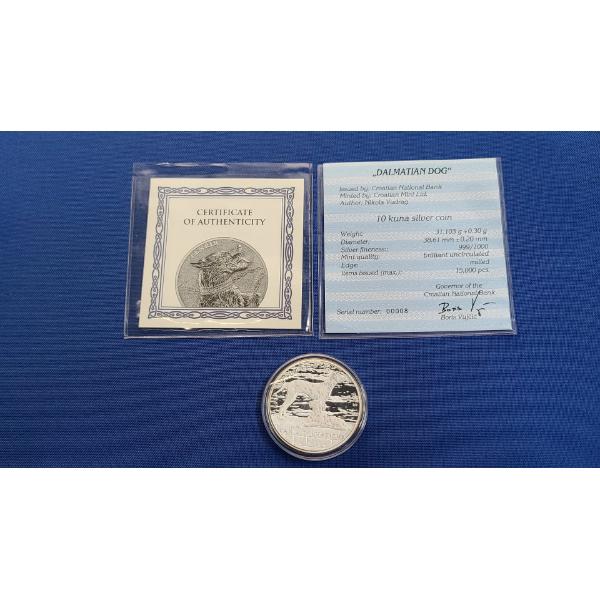 CERTIFICATE
OF AUTHENTICITY
„DALMATIAN DOG"
Issued by: Croatian National Bank
Minted by: Croatian Mint Ltd.
Author: Nikola Vudrag
10 kuna silver coin
Weight: 31.103 g +0.30 g
Diameter: 38.61 mm ±0.20 mm
Silver fineness: 999/1000
Mint quality: brilliant uncirculated
Edge: milled
Items issued (max.): 15,000 pcs.
Governor of the
Croatian National Bank
Serial number: 00008
Boris Vujčić